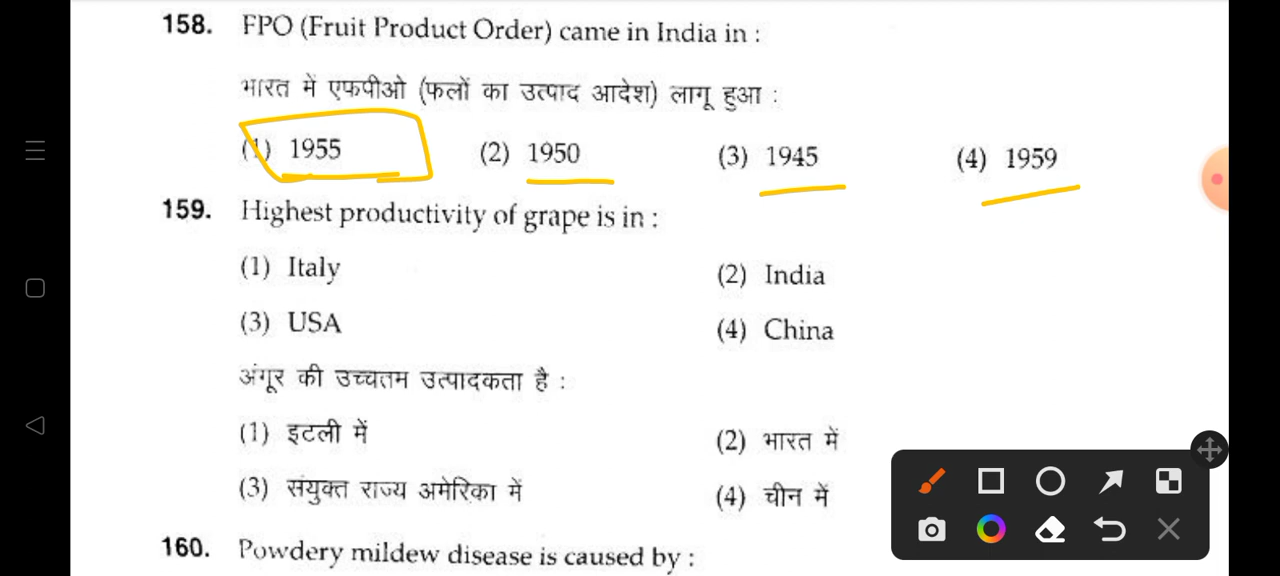 158. FPO (Fruit Product Order) came in India in :
भारत में एफपीओ (फलों का उत्पाद आदेश) लागू हुआ :
(1) 1955 (2) 1950 (3) 1945 (4) 1959
159. Highest productivity of grape is in :
(1) Italy (2) India
(3) USA (4) China
अंगूर की उच्चतम उत्पादकता है :
(1) इटली में (2) भारत में
(3) संयुक्त राज्य अमेरिका में (4) चीन में
160. Powdery mildew disease is caused by :